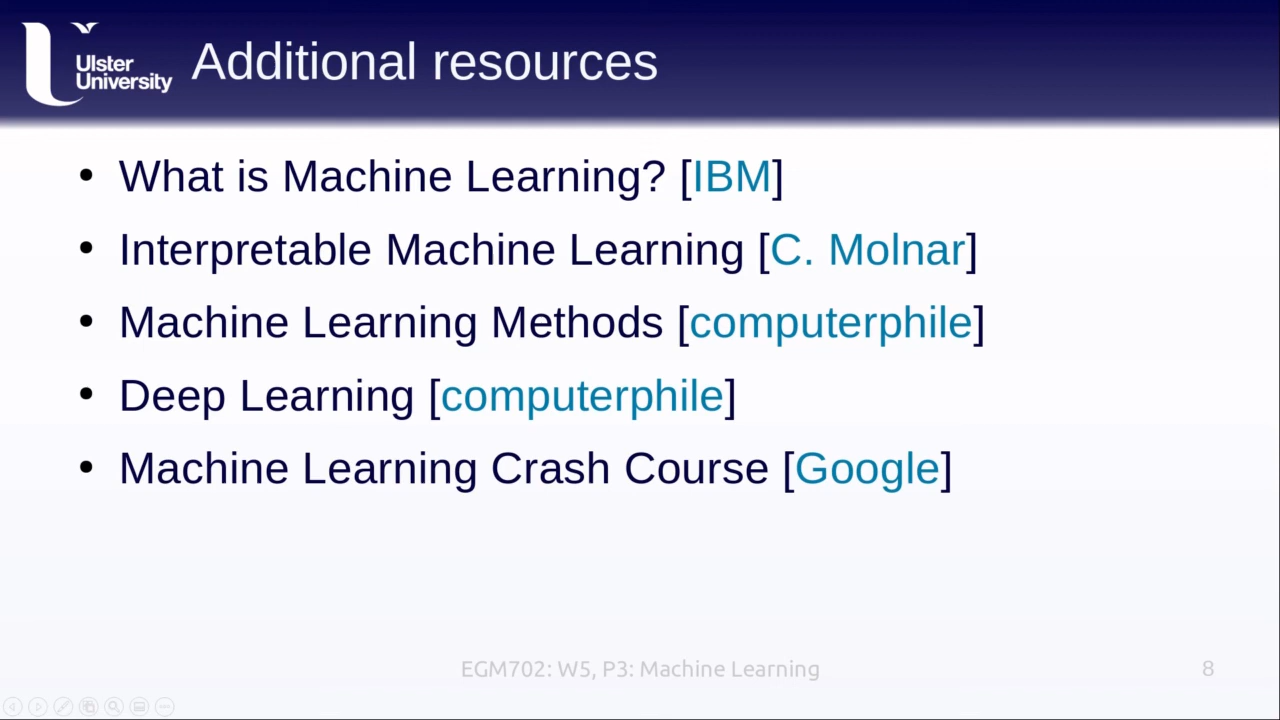 Ulster
University
Additional resources
• What is Machine Learning? [IBM]
• Interpretable Machine Learning [C. Molnar]
• Machine Learning Methods [computerphile]
• Deep Learning [computerphile]
• Machine Learning Crash Course [Google]
EGM702: W5, P3: Machine Learning
8